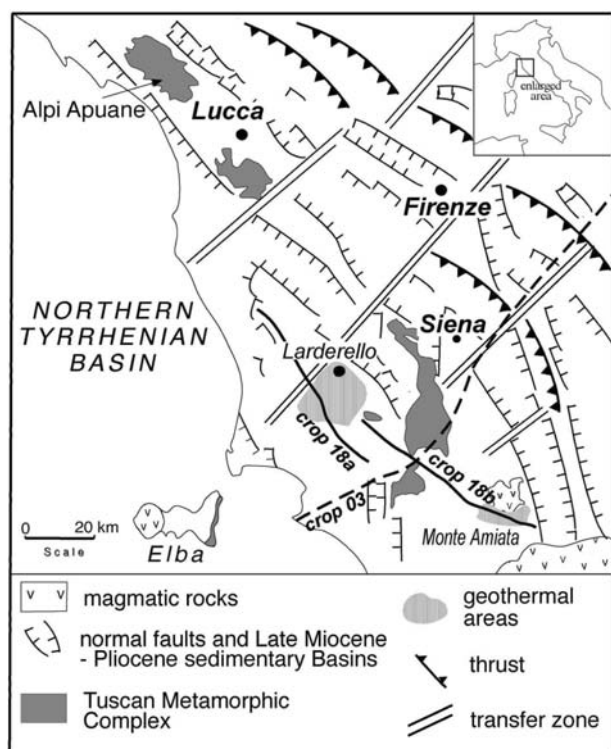 enlarged
area
Alpi Apuane
Lucca
Firenze
NORTHERN
TYRRHENIAN
BASIN
Siena
Larderello
crop 18a
crop 18b
crop 03
0 20 km
Scale
Elba
Monte Amiata
v v magmatic rocks
normal faults and Late Miocene
- Pliocene sedimentary Basins
Tuscan Metamorphic
Complex
geothermal
areas
thrust
transfer zone